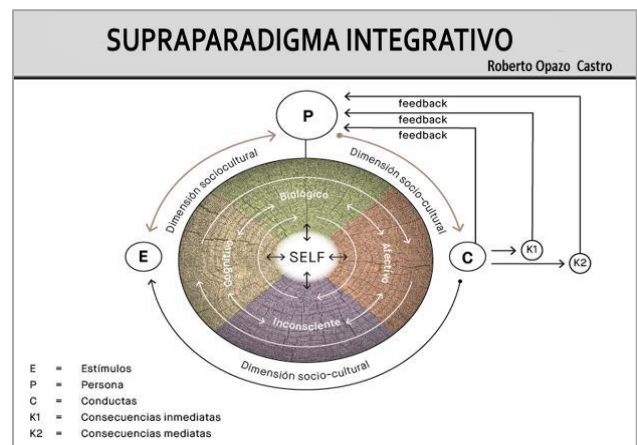 SUPRAPARADIGMA INTEGRATIVO
Roberto Opazo Castro
P
feedback
feedback
feedback
Dimensión sociocultural
Dimensión socio-cultural
Biológico
Cognitivo
SELF
Afectivo
Inconsciente
E
C
K1
K2
Dimensión socio-cultural
E = Estímulos
P = Persona
C = Conductas
K1 = Consecuencias inmediatas
K2 = Consecuencias mediatas